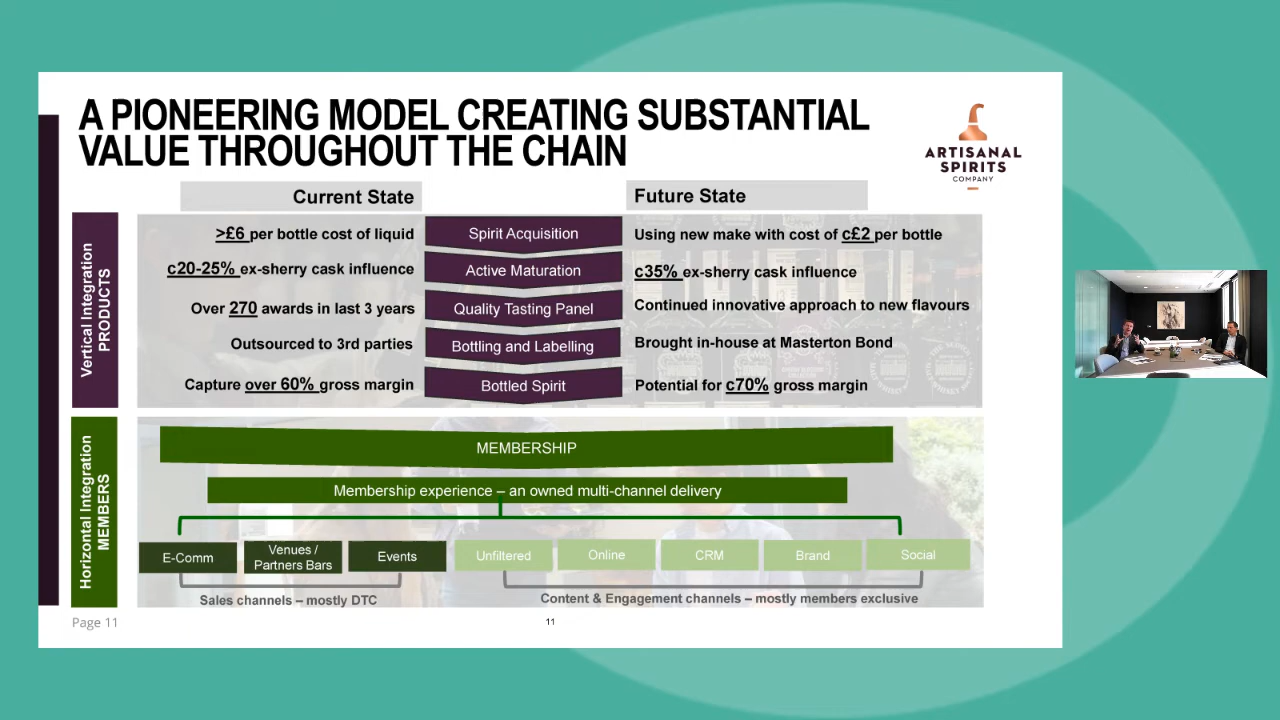 A PIONEERING MODEL CREATING SUBSTANTIAL
VALUE THROUGHOUT THE CHAIN
ARTISANAL
SPIRITS
COMPANY
Current State
Future State
Vertical Integration
PRODUCTS
>£6 per bottle cost of liquid
Spirit Acquisition
Using new make with cost of c£2 per bottle
c20-25% ex-sherry cask influence
Active Maturation
c35% ex-sherry cask influence
Over 270 awards in last 3 years
Quality Tasting Panel
Continued innovative approach to new flavours
Outsourced to 3rd parties
Bottling and Labelling
Brought in-house at Masterton Bond
Capture over 60% gross margin
Bottled Spirit
Potential for c70% gross margin
Horizontal Integration
MEMBERS
MEMBERSHIP
Membership experience – an owned multi-channel delivery
E-Comm
Venues /
Partners Bars
Events
Unfiltered
Online
CRM
Brand
Social
Sales channels – mostly DTC
Content & Engagement channels – mostly members exclusive
Page 11
11